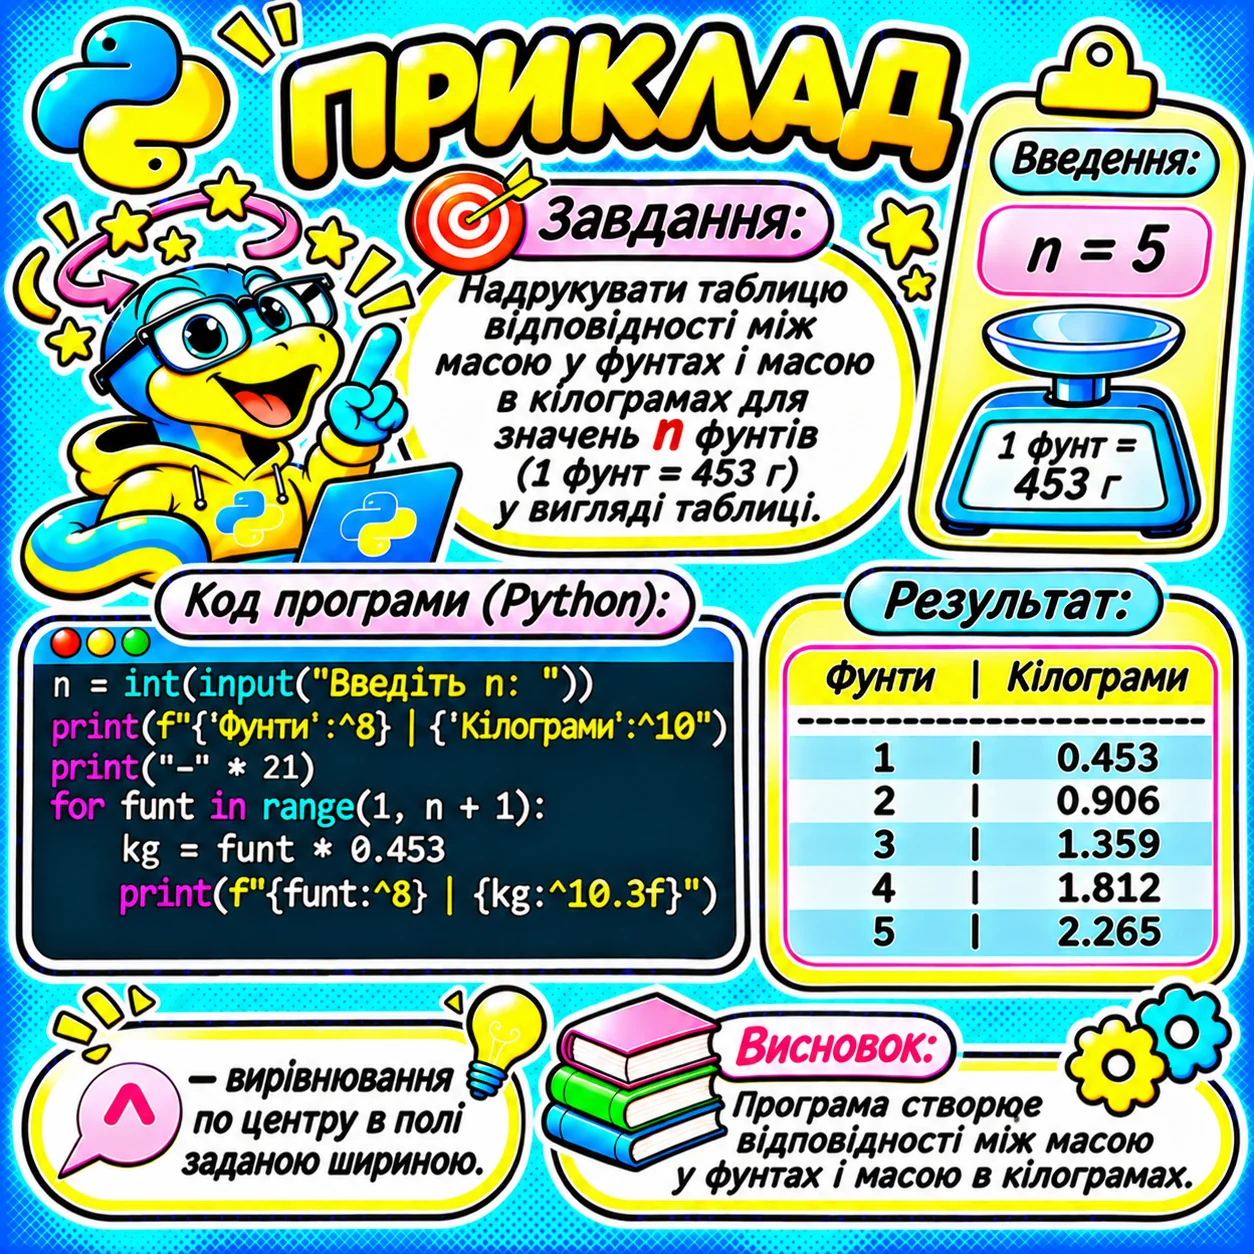 ПРИКЛАД
Завдання:
Надрукувати таблицю
відповідності між
масою у фунтах і масою
в кілограмах для
значень n фунтів
(1 фунт = 453 г)
у вигляді таблиці.
Введення:
n = 5
1 фунт =
453 г
Код програми (Python):
n = int(input("Введіть n: "))
print(f"{'Фунти':^8} | {'Кілограми':^10")
print("–" * 21)
for funt in range(1, n + 1):
    kg = funt * 0.453
    print(f"{funt:^8} | {kg:^10.3f}")
Результат:
Фунти | Кілограми
--------------------------------
1 | 0.453
2 | 0.906
3 | 1.359
4 | 1.812
5 | 2.265
^ — вирівнювання
по центру в полі
заданою шириною.
Висновок:
Програма створює
відповідності між масою
у фунтах і масою в кілограмах.